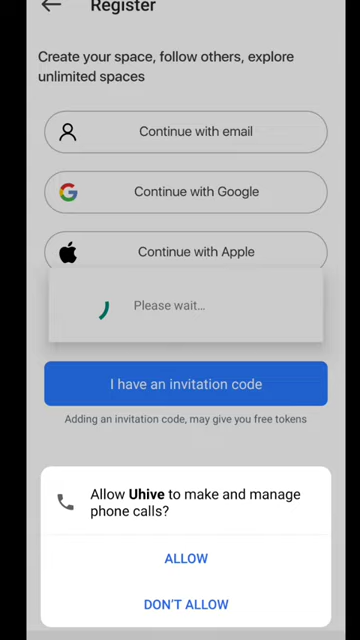 Register
Create your space, follow others, explore
unlimited spaces
Continue with email
Continue with Google
Continue with Apple
Please wait...
I have an invitation code
Adding an invitation code, may give you free tokens
Allow Uhive to make and manage
phone calls?
ALLOW
DON'T ALLOW